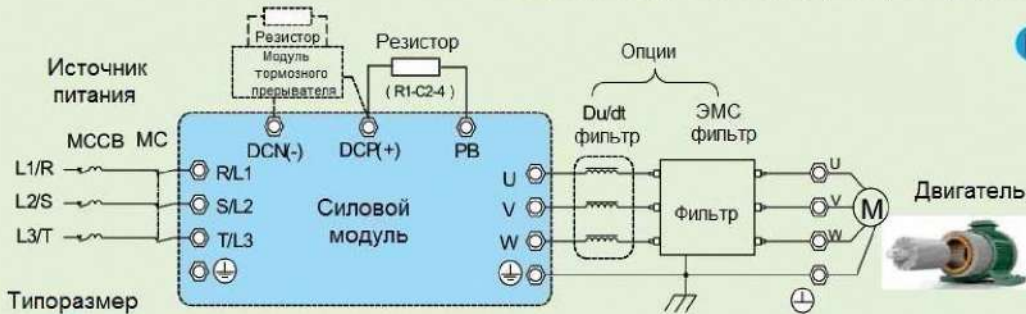 Резистор
Модуль
тормозного
прерывателя
Резистор
( R1-C2-4 )
Источник
питания
MCCB MC
Опции
Du/dt
фильтр
ЭМС
фильтр
DCN(-) DCP(+) PB
L1/R
R/L1
L2/S
S/L2
L3/T
T/L3
Силовой
модуль
U
V
W
Фильтр
U
V
W
M
Двигатель
Типоразмер